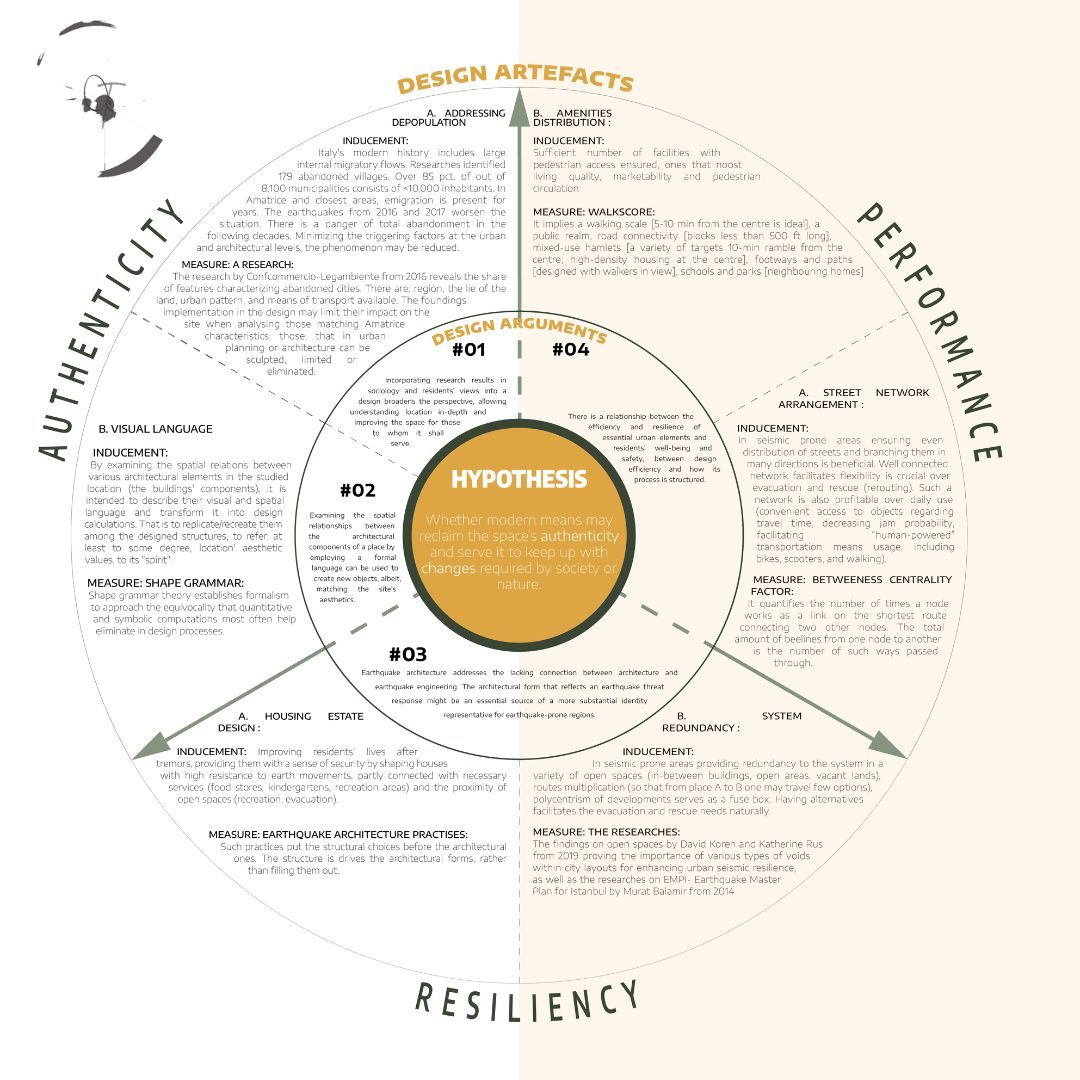 DESIGN ARTEFACTS
AUTHENTICITY
A. ADDRESSING
DEPOPULATION
INDUCEMENT:
Italy's modern history includes large
internal migratory flows. Researches identified
179 abandoned villages. Over 85 pct. of out of
8,100 municipalities consists of <10,000 inhabitants. In
Amatrice and closest areas, emigration is present for
years. The earthquakes from 2016 and 2017 worsen the
situation. There is a danger of total abandonment in the
following decades. Minimizing the triggering factors at the urban
and architectural levels, the phenomenon may be reduced.
MEASURE: A RESEARCH:
The research by Confcommercio-Legambiente from 2016 reveals the share
of features characterizing abandoned cities. There are: region; the lie of the
land, urban pattern, and means of transport available. The foundings
implementation in the design may limit their impact on the
site when analysing those matching Amatrice
characteristics, those, that in urban
planning or architecture can be
sculpted, limited or
eliminated.
B. VISUAL LANGUAGE
INDUCEMENT:
By examining the spatial relations between
various architectural elements in the studied
location (the buildings' components), it is
intended to describe their visual and spatial
language and transform it into design
calculations. That is to replicate/recreate them
among the designed structures, to refer, at
least to some degree, location' aesthetic
values, to its "spirit".
MEASURE: SHAPE GRAMMAR:
Shape grammar theory establishes formalism
to approach the equivocality that quantitative
and symbolic computations most often help
eliminate in design processes.
PERFORMANCE
B. AMENITIES
DISTRIBUTION :
INDUCEMENT:
Sufficient number of facilities with
pedestrian access ensured, ones that noost
living quality, marketability and pedestrian
circulation
MEASURE: WALKSCORE:
It implies a walking scale [5-10 min from the centre is ideal], a
public realm, road connectivity [blocks less than 500 ft long],
mixed-use hamlets [a variety of targets 10-min ramble from the
centre; high-density housing at the centre], footways and paths
[designed with walkers in view], schools and parks [neighbouring homes]
A. STREET NETWORK
ARRANGEMENT :
INDUCEMENT:
In seismic prone areas ensuring even
distribution of streets and branching them in
many directions is beneficial. Well connected
network facilitates flexibility is crucial over
evacuation and rescue (rerouting). Such a
network is also profitable over daily use
(convenient access to objects regarding
travel time, decreasing jam probability,
facilitating "human-powered"
transportation means usage, including
bikes, scooters, and walking).
MEASURE: BETWEENESS CENTRALITY
FACTOR:
It quantifies the number of times a node
works as a link on the shortest route
connecting two other nodes. The total
amount of beelines from one node to another
is the number of such ways passed
through.
DESIGN ARGUMENTS
#01
Incorporating research results in
sociology and residents' views into a
design broadens the perspective, allowing
understanding location in-depth and
improving the space for those
to whom it shall
serve.
#04
There is a relationship between the
efficiency and resilience of
essential urban elements and
residents' well-being and
safety, between design
efficiency and how its
process is structured.
#02
Examining the spatial
relationships between
the architectural
components of a place by
employing a formal
language can be used to
create new objects, albeit,
matching the site's
aesthetics.
HYPOTHESIS
Whether modern means may
reclaim the space's authenticity
and serve it to keep up with
changes required by society or
nature.
#03
Earthquake architecture addresses the lacking connection between architecture and
earthquake engineering. The architectural form that reflects an earthquake threat
response might be an essential source of a more substantial identity
representative for earthquake-prone regions.
A. HOUSING ESTATE
DESIGN :
INDUCEMENT: Improving residents' lives after
tremors, providing them with a sense of security by shaping houses
with high resistance to earth movements, partly connected with necessary
services (food stores, kindergartens, recreation areas) and the proximity of
open spaces (recreation, evacuation).
MEASURE: EARTHQUAKE ARCHITECTURE PRACTISES:
Such practices put the structural choices before the architectural
ones. The structure is drives the architectural forms, rather
than filling them out.
B. SYSTEM
REDUNDANCY :
INDUCEMENT:
In seismic prone areas providing redundancy to the system in a
variety of open spaces (in-between buildings, open areas, vacant lands),
routes multiplication (so that from place A to B one may travel few options),
polycentrism of developments serves as a fuse box. Having alternatives
facilitates the evacuation and rescue needs naturally.
MEASURE: THE RESEARCHES:
The findings on open spaces by David Koren and Katherine Rus
from 2019 proving the importance of various types of voids
within city layouts for enhancing urban seismic resilience,
as well as the researches on EMPI- Earthquake Master
Plan for Istanbul by Murat Balamir from 2014
RESILIENCY